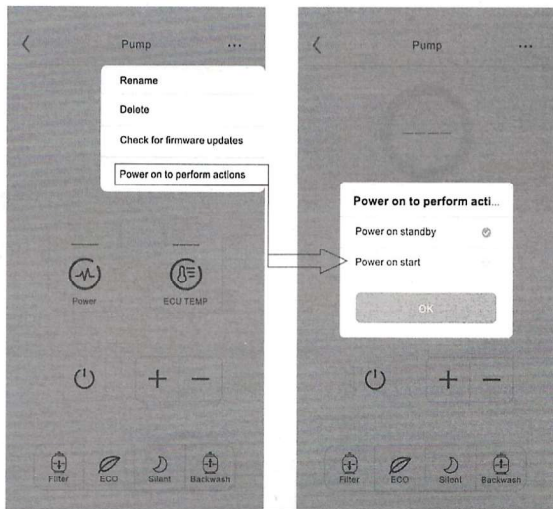 Pump
Rename
Delete
Check for firmware updates
Power on to perform actions
Power
ECU TEMP
Filter
ECO
Silent
Backwash
Pump
Power on to perform acti...
Power on standby
Power on start
OK
Filter
ECO
Silent
Backwash